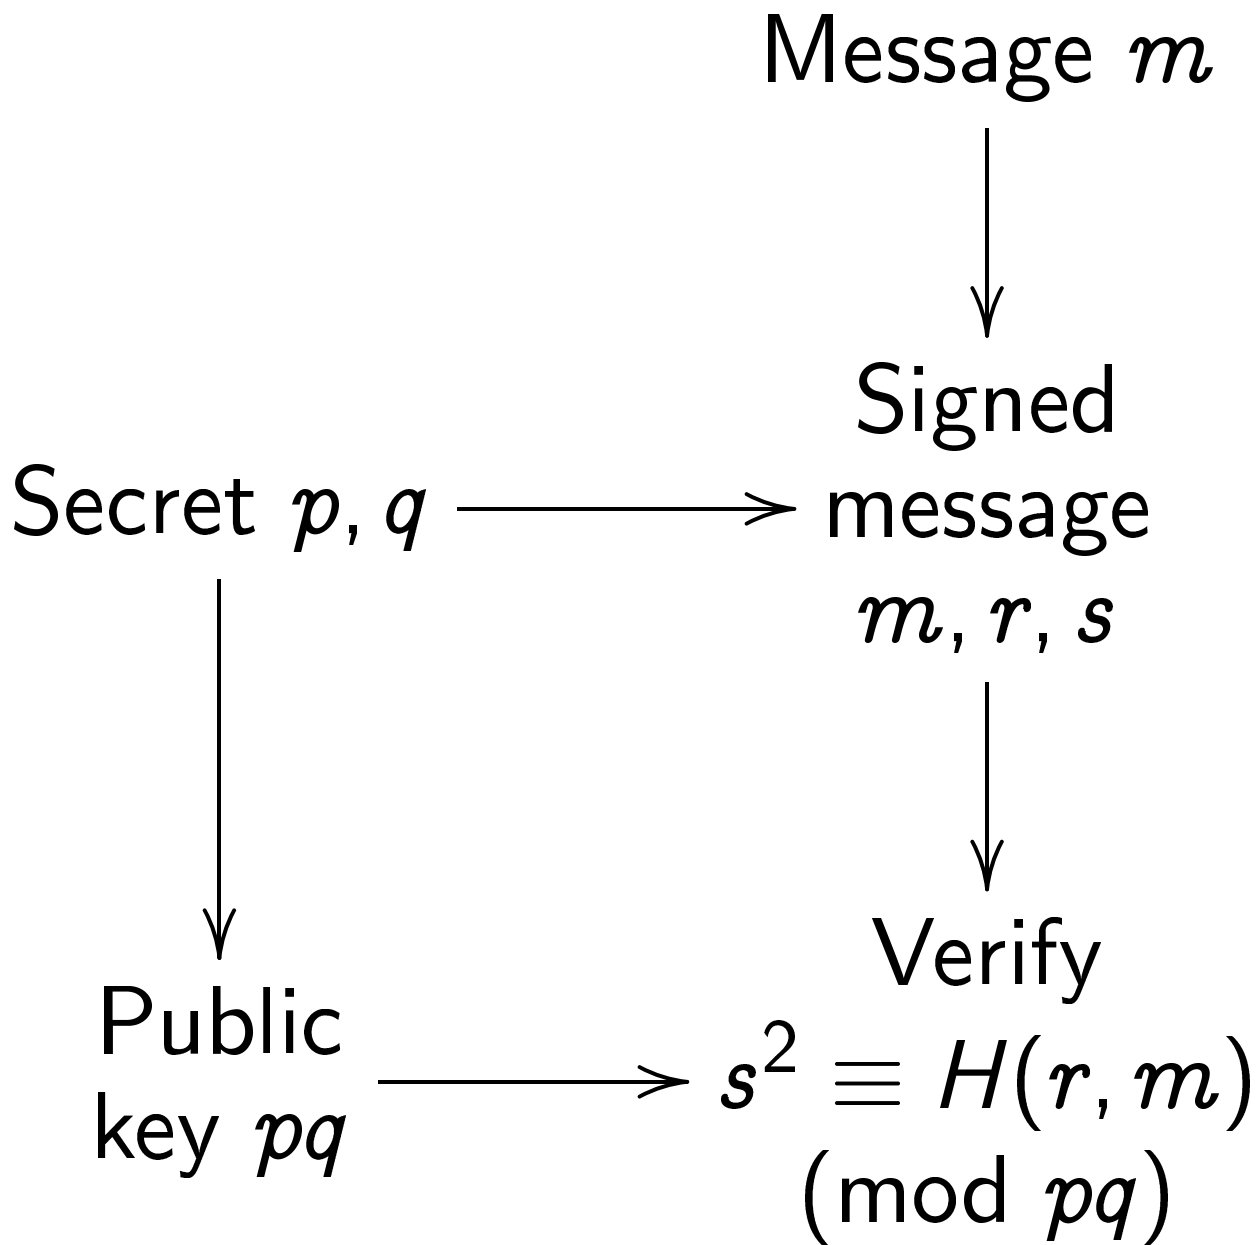 Message m
Signed
message
m, r, s
Secret p, q
Verify
s² ≡ H(r, m)
(mod pq)
Public
key pq